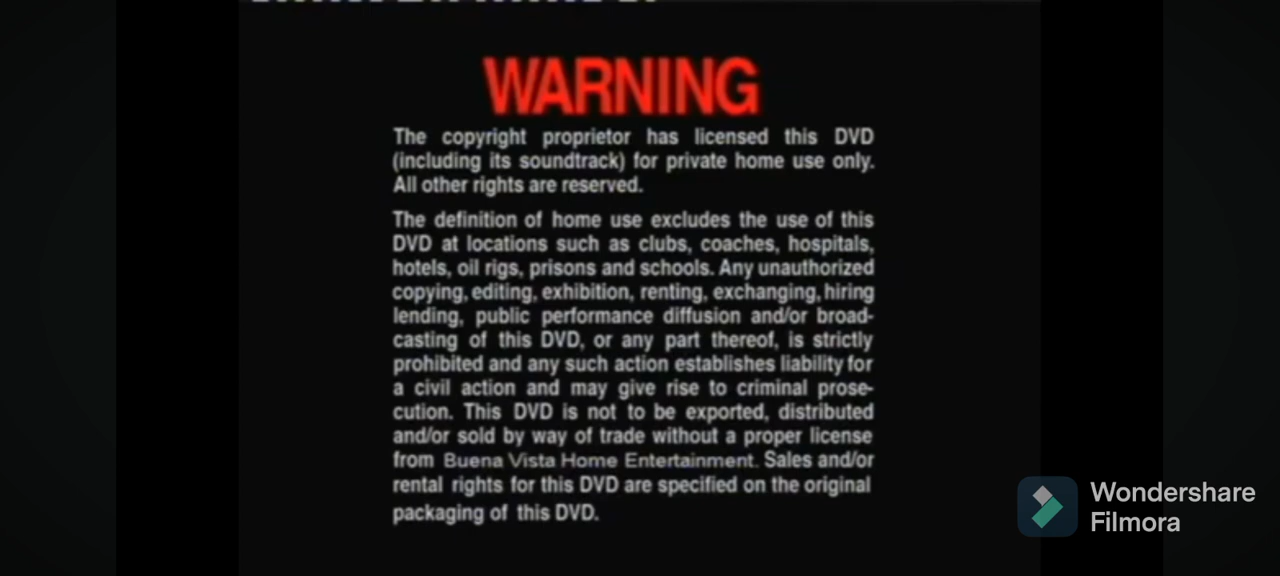 WARNING
The copyright proprietor has licensed this DVD
(including its soundtrack) for private home use only.
All other rights are reserved.
The definition of home use excludes the use of this
DVD at locations such as clubs, coaches, hospitals,
hotels, oil rigs, prisons and schools. Any unauthorized
copying, editing, exhibition, renting, exchanging, hiring
lending, public performance diffusion and/or broad-
casting of this DVD, or any part thereof, is strictly
prohibited and any such action establishes liability for
a civil action and may give rise to criminal prose-
cution. This DVD is not to be exported, distributed
and/or sold by way of trade without a proper license
from Buena Vista Home Entertainment. Sales and/or
rental rights for this DVD are specified on the original
packaging of this DVD.
Wondershare
Filmora